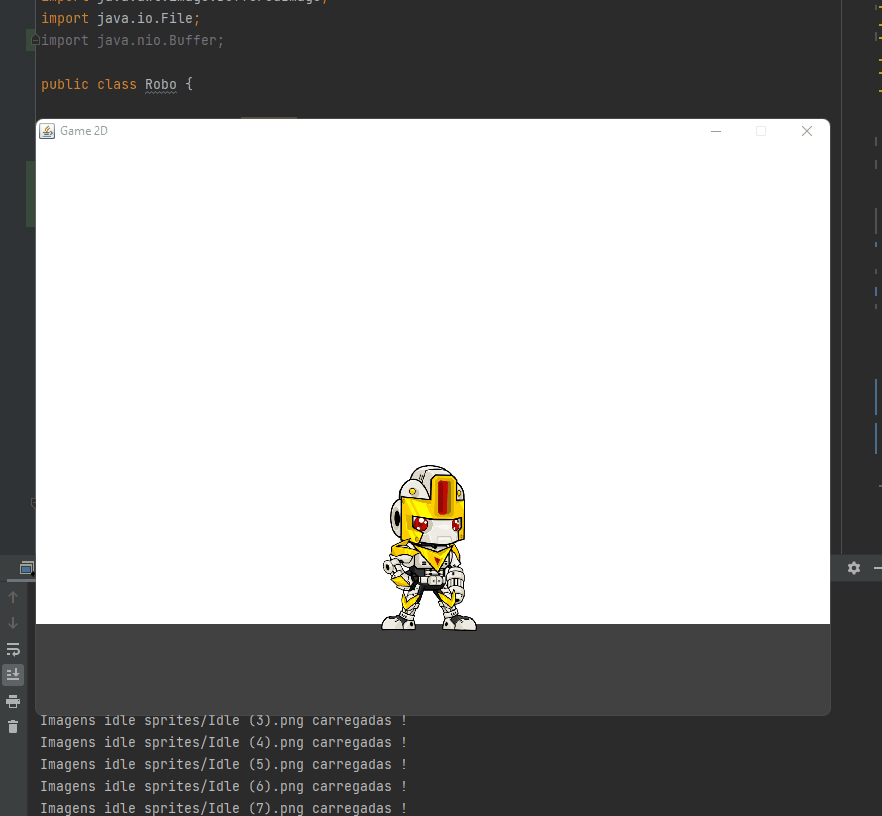 import java.awt.image.BufferedImage;
import java.io.File;
import java.nio.Buffer;
public class Robo {
Game 2D
Imagens idle sprites/Idle (3).png carregadas !
Imagens idle sprites/Idle (4).png carregadas !
Imagens idle sprites/Idle (5).png carregadas !
Imagens idle sprites/Idle (6).png carregadas !
Imagens idle sprites/Idle (7).png carregadas !